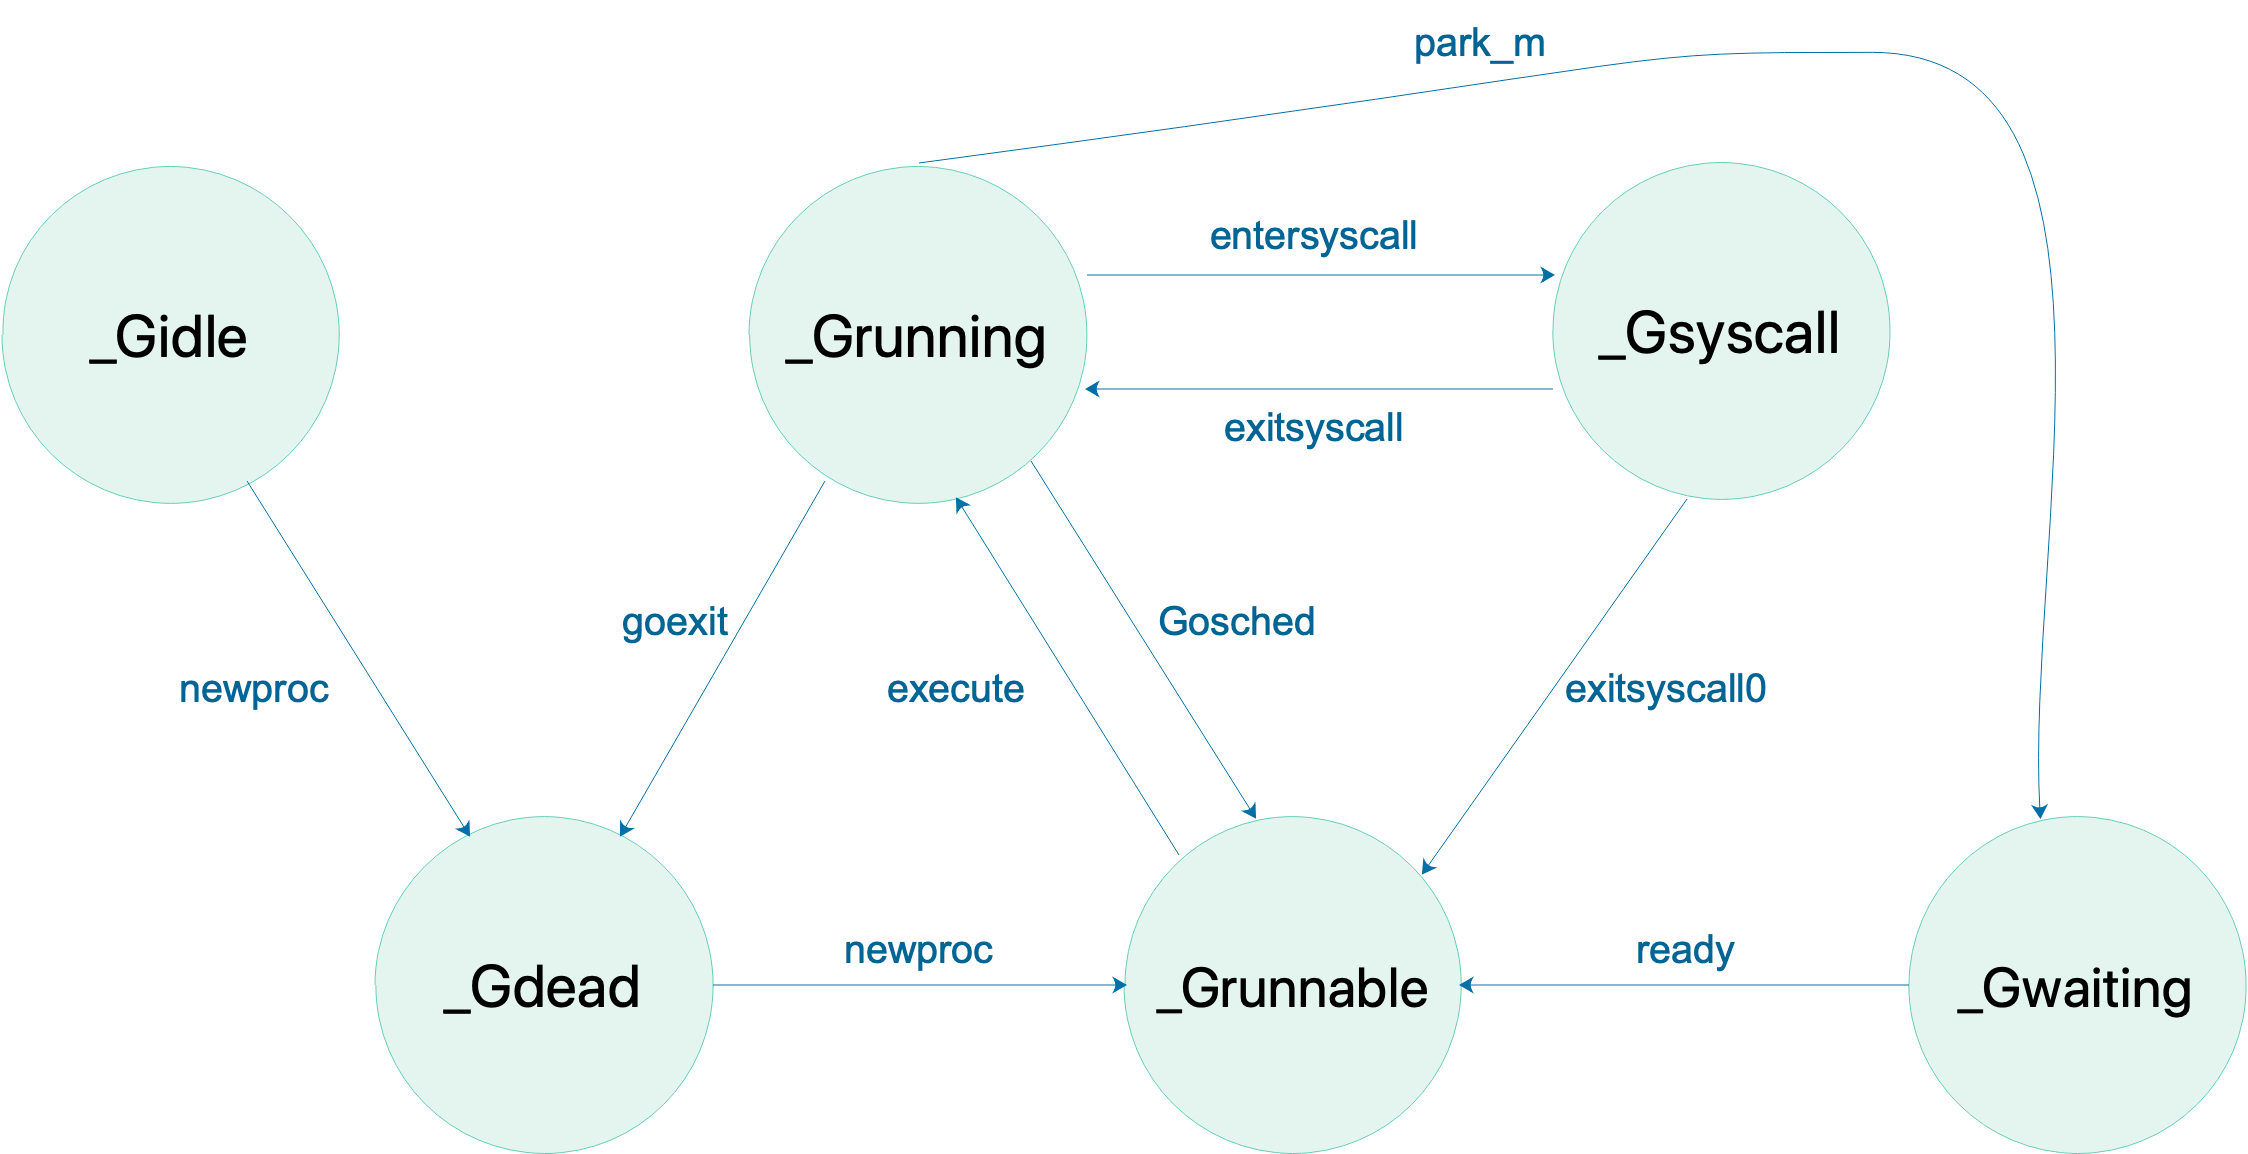 park_m
entersyscall
_Gidle
_Grunning
_Gsyscall
exitsyscall
goexit
Gosched
newproc
execute
exitsyscall0
newproc
ready
_Gdead
_Grunnable
_Gwaiting